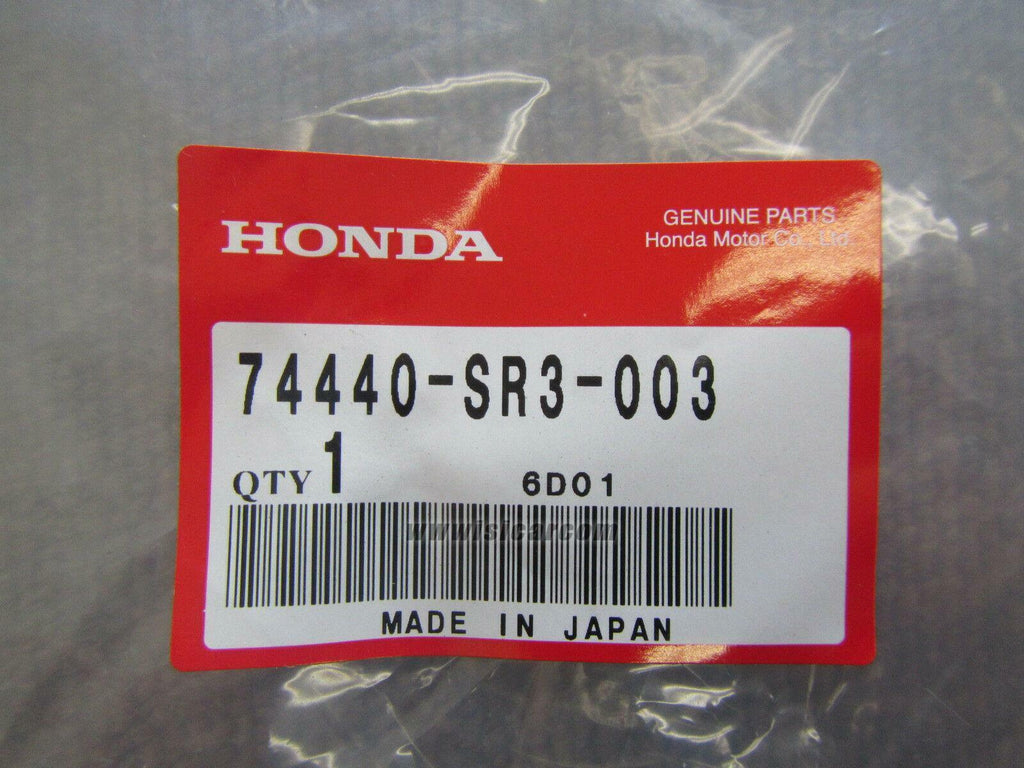 HONDA
GENUINE PARTS
Honda Motor Co., Ltd.
74440-SR3-003
QTY 1
6D01
www.isicar.com
MADE IN JAPAN